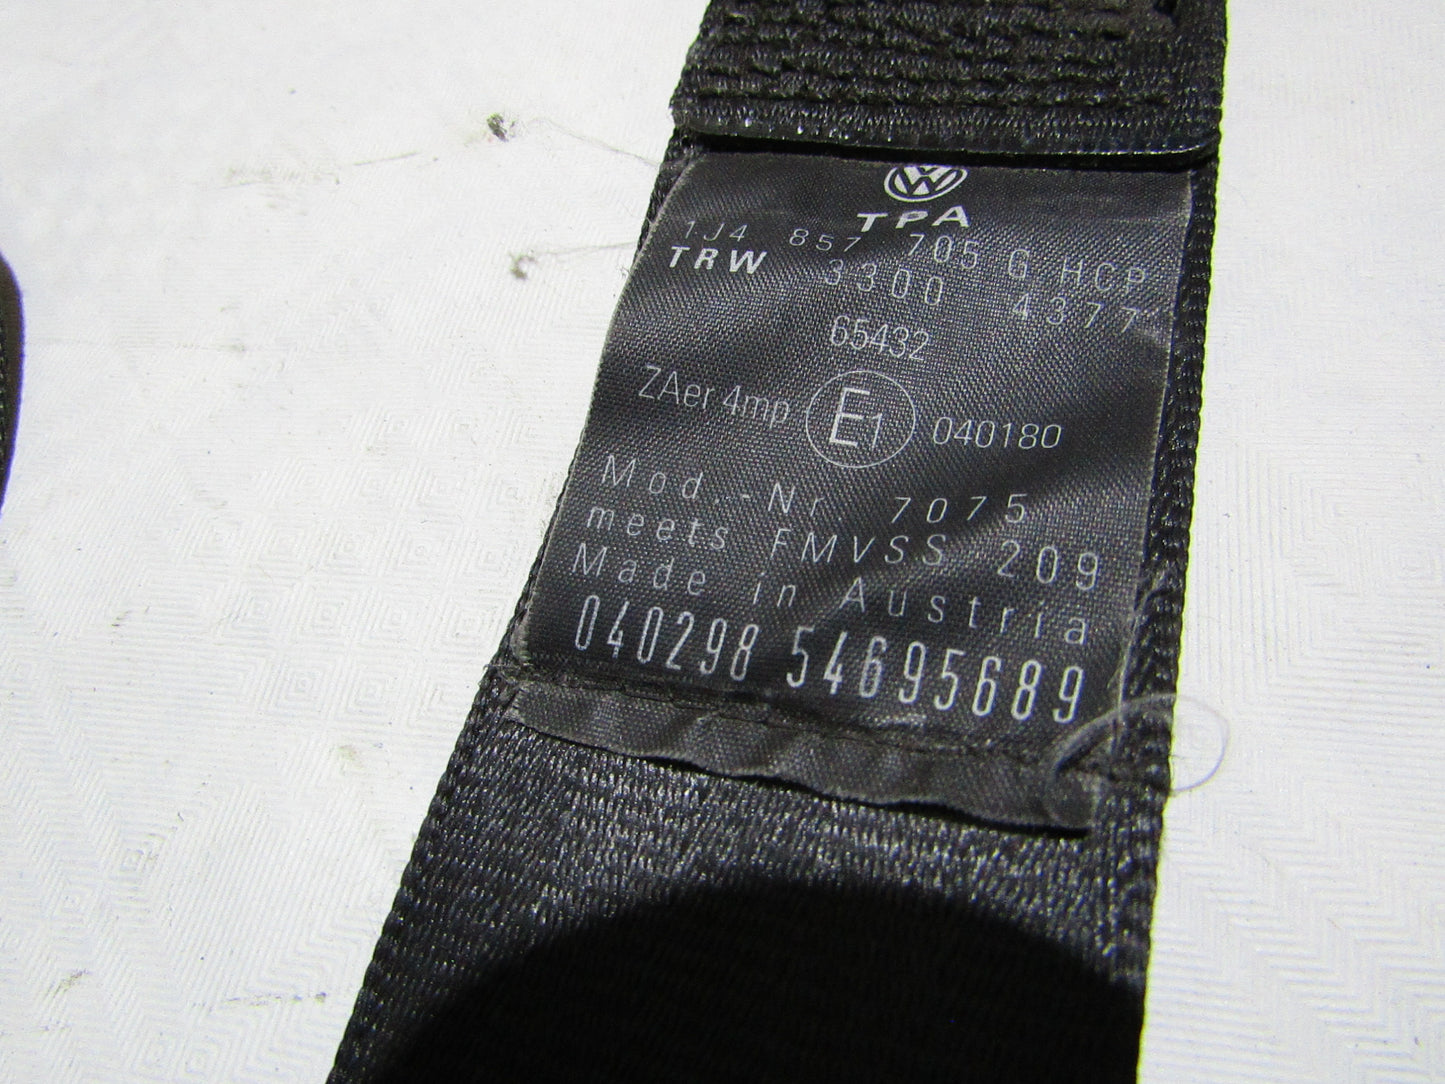 TPA
1J4 857 705 G HCP
TRW 3300 4377
65432
ZAer 4mp E1 040180
Mod.-Nr 7075
meets FMVSS 209
Made in Austria
040298 54695689